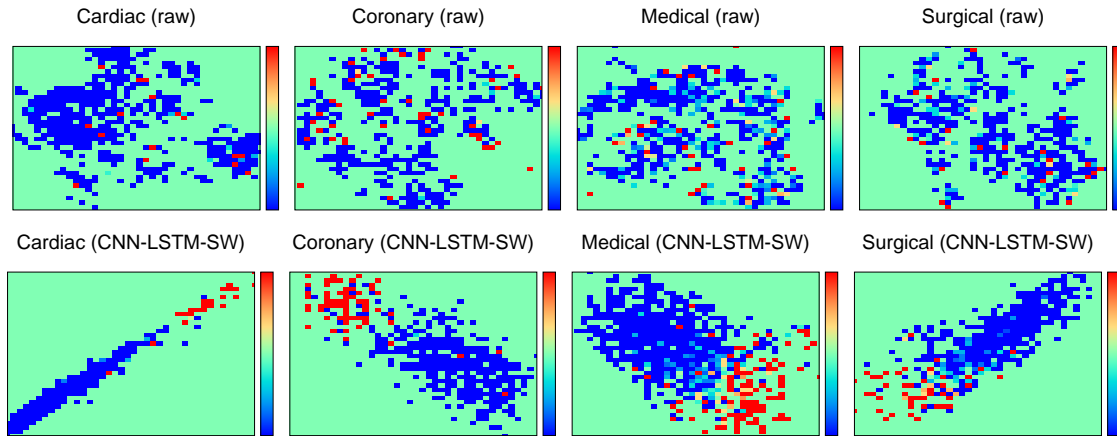 Cardiac (raw)
Coronary (raw)
Medical (raw)
Surgical (raw)
Cardiac (CNN-LSTM-SW)
Coronary (CNN-LSTM-SW)
Medical (CNN-LSTM-SW)
Surgical (CNN-LSTM-SW)